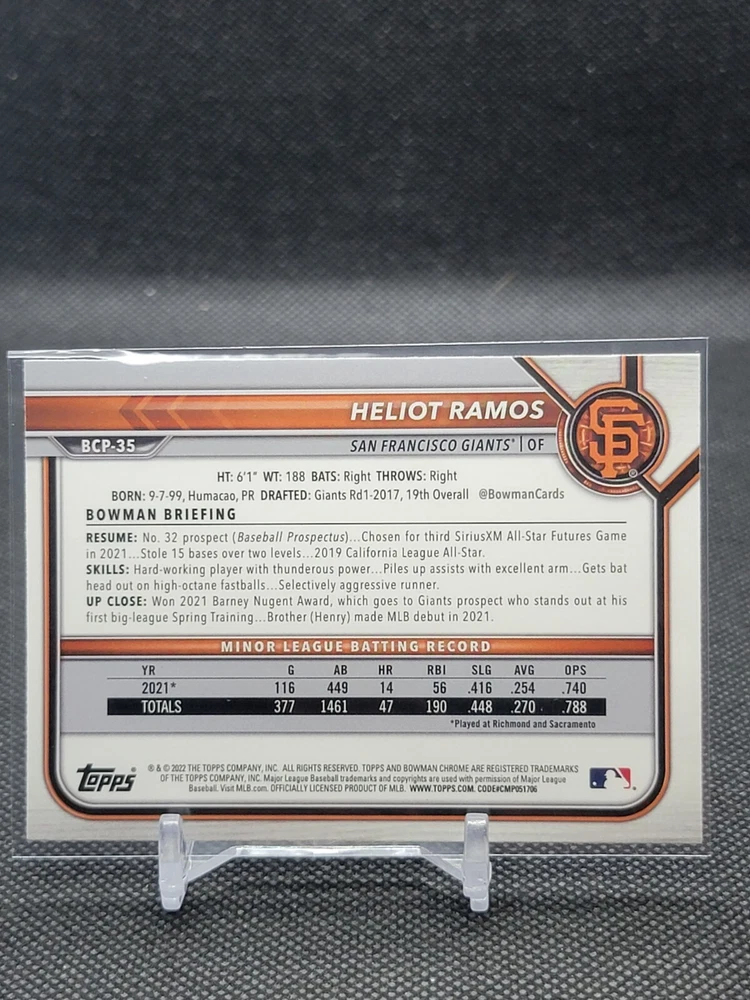 HELIOT RAMOS
BCP-35
SAN FRANCISCO GIANTS® | OF
SF®
HT: 6'1" WT: 188 BATS: Right THROWS: Right
BORN: 9-7-99, Humacao, PR DRAFTED: Giants Rd1-2017, 19th Overall @BowmanCards
BOWMAN BRIEFING
RESUME: No. 32 prospect (Baseball Prospectus)...Chosen for third SiriusXM All-Star Futures Game
in 2021...Stole 15 bases over two levels...2019 California League All-Star.
SKILLS: Hard-working player with thunderous power...Piles up assists with excellent arm...Gets bat
head out on high-octane fastballs...Selectively aggressive runner.
UP CLOSE: Won 2021 Barney Nugent Award, which goes to Giants prospect who stands out at his
first big-league Spring Training...Brother (Henry) made MLB debut in 2021.
MINOR LEAGUE BATTING RECORD
YR G AB HR RBI SLG AVG OPS
2021* 116 449 14 56 .416 .254 .740
TOTALS 377 1461 47 190 .448 .270 .788
*Played at Richmond and Sacramento
topps®
® & © 2022 THE TOPPS COMPANY, INC. ALL RIGHTS RESERVED. TOPPS AND BOWMAN CHROME ARE REGISTERED TRADEMARKS
OF THE TOPPS COMPANY, INC. Major League Baseball trademarks and copyrights are used with permission of Major League
Baseball. Visit MLB.com. OFFICIALLY LICENSED PRODUCT OF MLB. WWW.TOPPS.COM. CODE#CMP051706